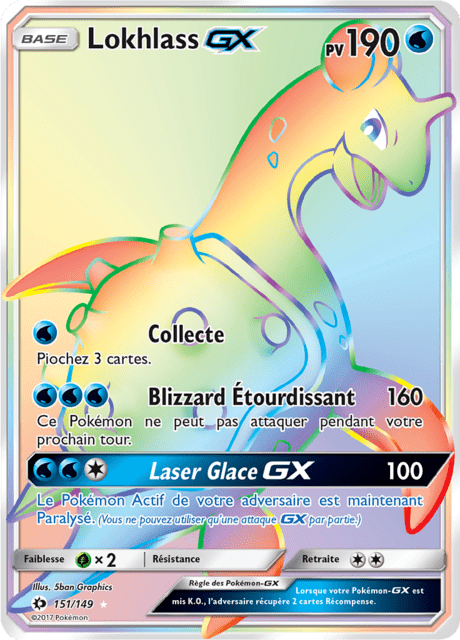 BASE Lokhlass GX PV 190
Collecte
Piochez 3 cartes.
Blizzard Étourdissant 160
Ce Pokémon ne peut pas attaquer pendant votre
prochain tour.
Laser Glace GX 100
Le Pokémon Actif de votre adversaire est maintenant
Paralysé. (Vous ne pouvez utiliser qu'une attaque GX par partie.)
Faiblesse ×2 Résistance Retraite
Illus. 5ban Graphics
Règle des Pokémon-GX
Lorsque votre Pokémon-GX est
mis K.O., l'adversaire récupère 2 cartes Récompense.
151/149
©2017 Pokémon